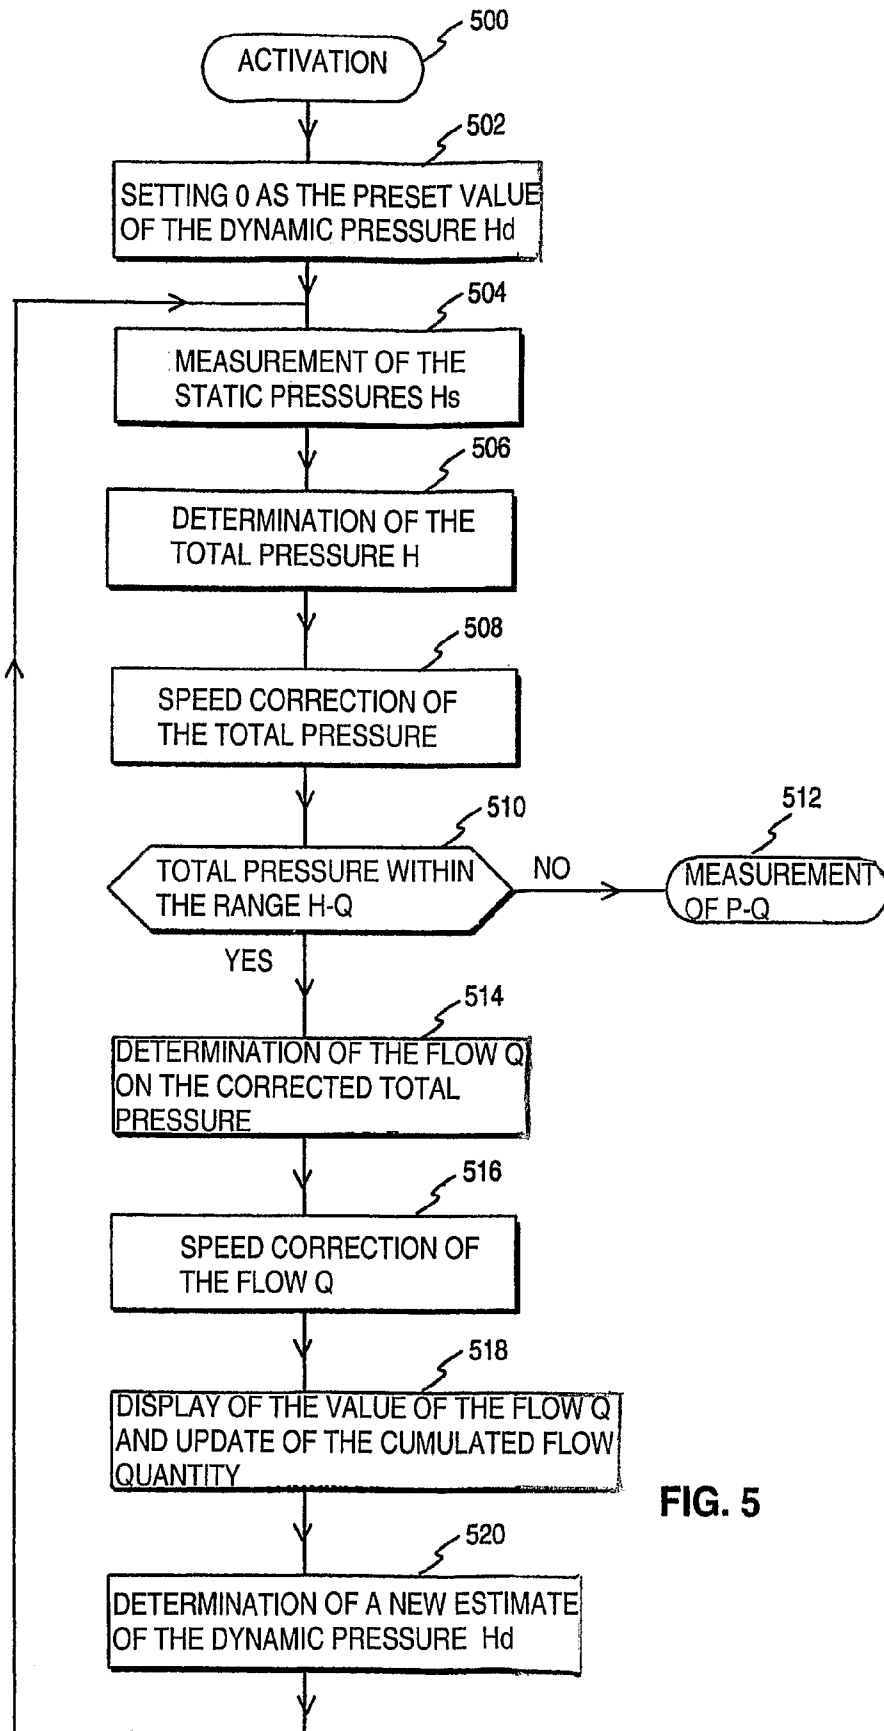 500
ACTIVATION
502
SETTING 0 AS THE PRESET VALUE
OF THE DYNAMIC PRESSURE Hd
504
MEASUREMENT OF THE
STATIC PRESSURES Hs
506
DETERMINATION OF THE
TOTAL PRESSURE H
508
SPEED CORRECTION OF
THE TOTAL PRESSURE
510
TOTAL PRESSURE WITHIN
THE RANGE H-Q
NO
512
MEASUREMENT
OF P-Q
YES
514
DETERMINATION OF THE FLOW Q
ON THE CORRECTED TOTAL
PRESSURE
516
SPEED CORRECTION OF
THE FLOW Q
518
DISPLAY OF THE VALUE OF THE FLOW Q
AND UPDATE OF THE CUMULATED FLOW
QUANTITY
FIG. 5
520
DETERMINATION OF A NEW ESTIMATE
OF THE DYNAMIC PRESSURE Hd